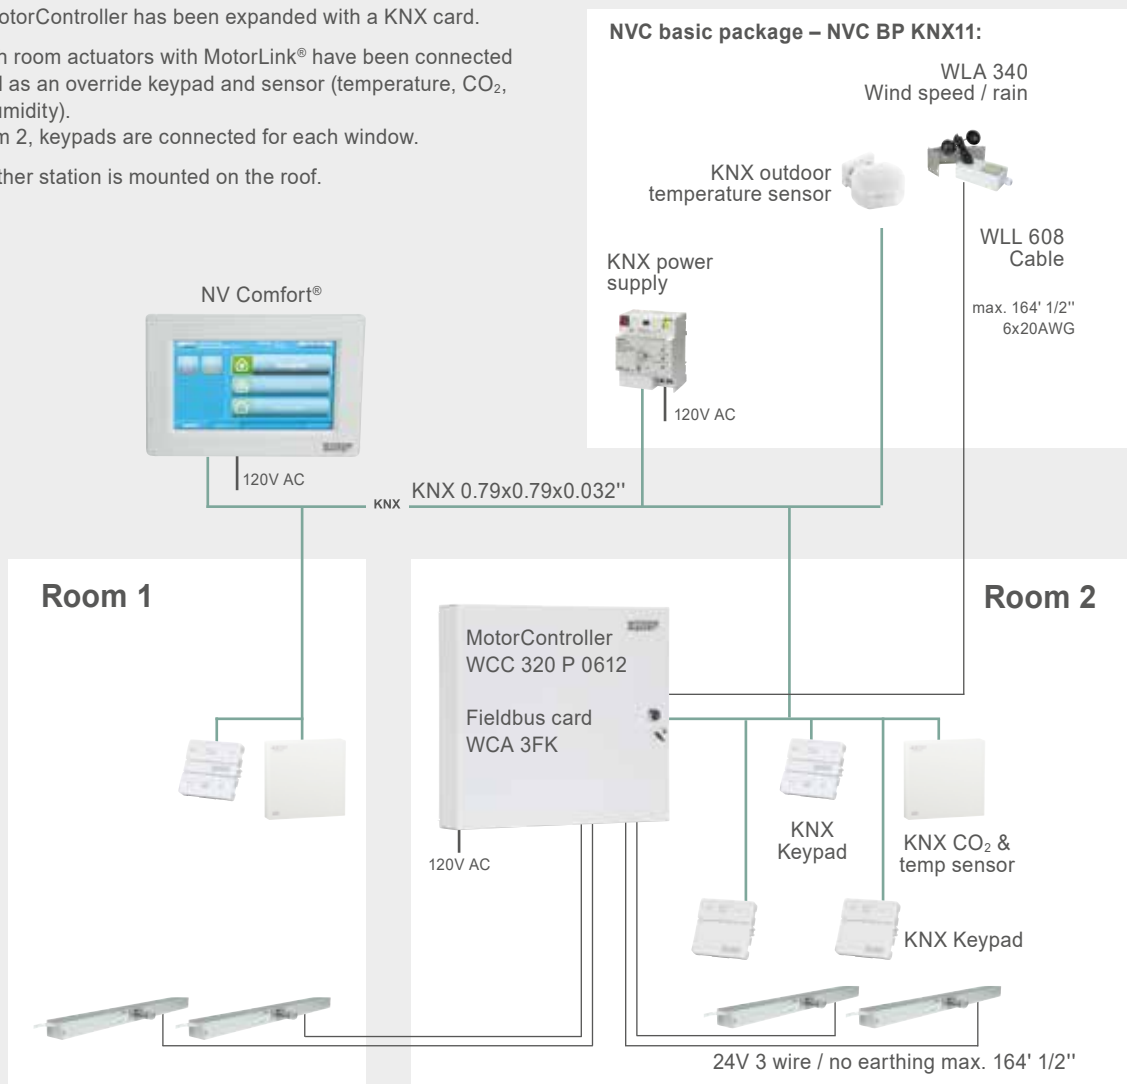 otorController has been expanded with a KNX card.
n room actuators with MotorLink® have been connected
as an override keypad and sensor (temperature, CO₂,
umidity).
m 2, keypads are connected for each window.
ther station is mounted on the roof.
NVC basic package – NVC BP KNX11:
WLA 340
Wind speed / rain
KNX outdoor
temperature sensor
WLL 608
Cable
max. 164' 1/2''
6x20AWG
KNX power
supply
120V AC
NV Comfort®
120V AC
KNX
KNX 0.79x0.79x0.032''
Room 1
Room 2
MotorController
WCC 320 P 0612
Fieldbus card
WCA 3FK
120V AC
KNX
Keypad
KNX CO₂ &
temp sensor
KNX Keypad
24V 3 wire / no earthing max. 164' 1/2''